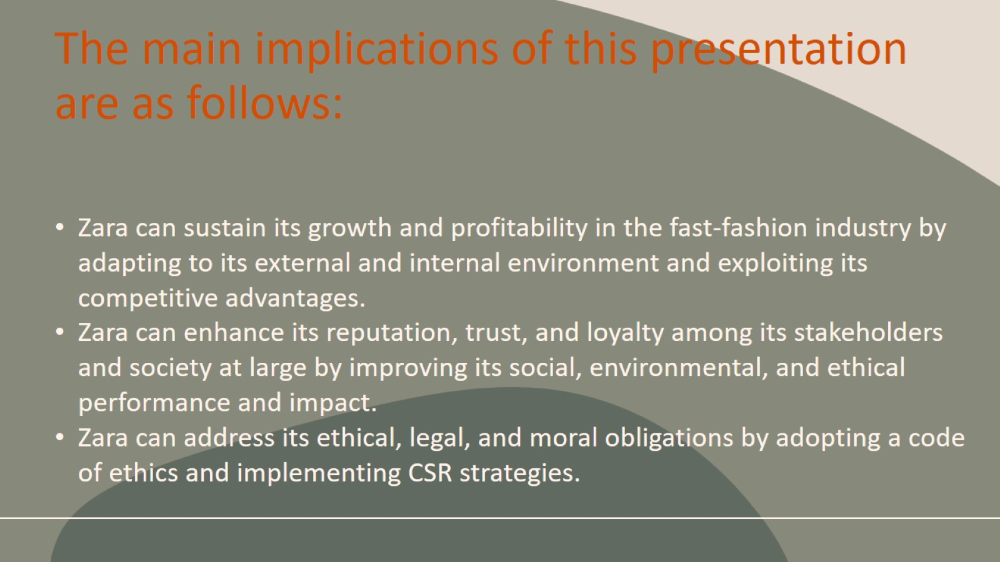 The main implications of this presentation
are as follows:
• Zara can sustain its growth and profitability in the fast-fashion industry by
adapting to its external and internal environment and exploiting its
competitive advantages.
• Zara can enhance its reputation, trust, and loyalty among its stakeholders
and society at large by improving its social, environmental, and ethical
performance and impact.
• Zara can address its ethical, legal, and moral obligations by adopting a code
of ethics and implementing CSR strategies.